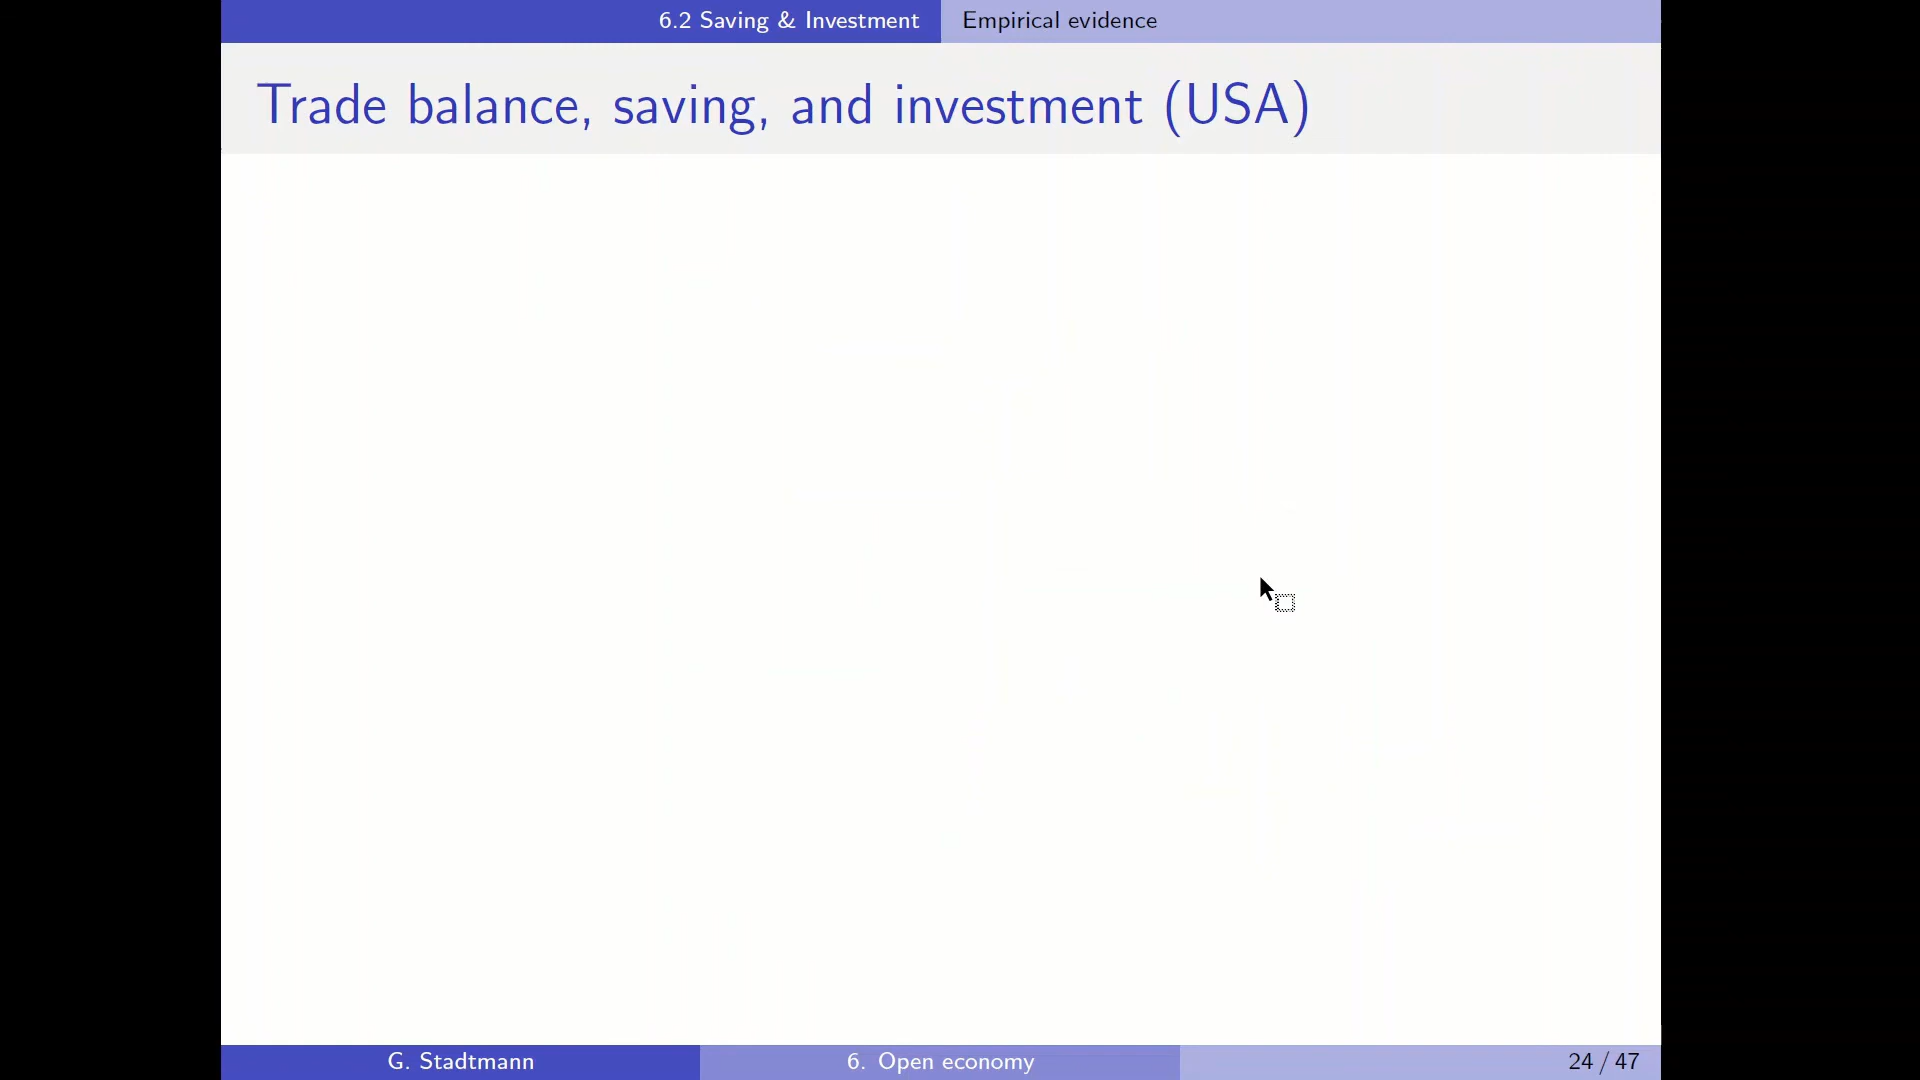 6.2 Saving & Investment
Empirical evidence
Trade balance, saving, and investment (USA)
G. Stadtmann
6. Open economy
24 / 47